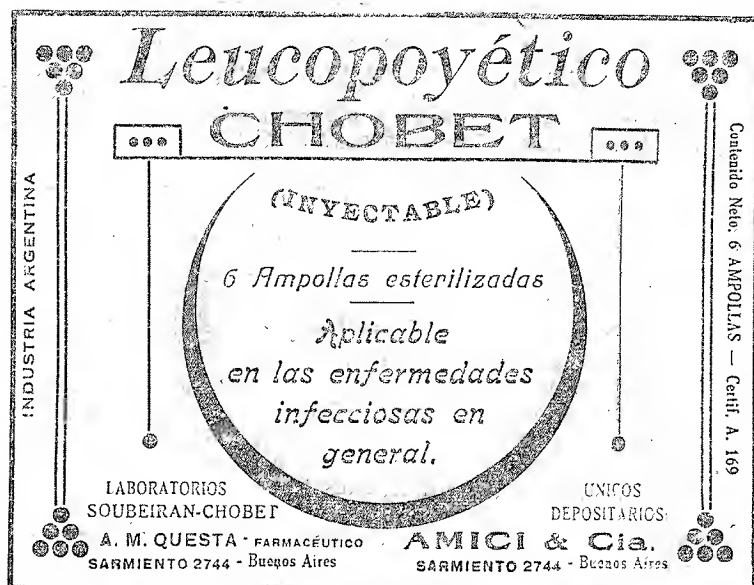 Leucopoyético
CHOBET
(INYECTABLE)
6 Ampollas esterilizadas
Aplicable
en las enfermedades
infecciosas en
general.
INDUSTRIA ARGENTINA
Contenido Neto: 6 AMPOLLAS — Certif. A. 169
LABORATORIOS
SOUBEIRAN-CHOBET
A. M. QUESTA - FARMACÉUTICO
SARMIENTO 2744 - Buenos Aires
UNICOS
DEPOSITARIOS:
AMICI & Cia.
SARMIENTO 2744 - Buenos Aires